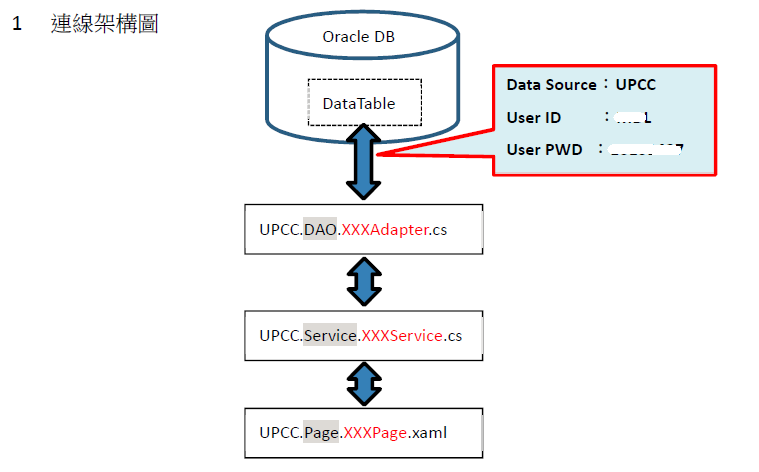 1 連線架構圖
Oracle DB
DataTable
Data Source：UPCC
User ID ：
User PWD ：
UPCC.DAO.XXXAdapter.cs
UPCC.Service.XXXService.cs
UPCC.Page.XXXPage.xaml